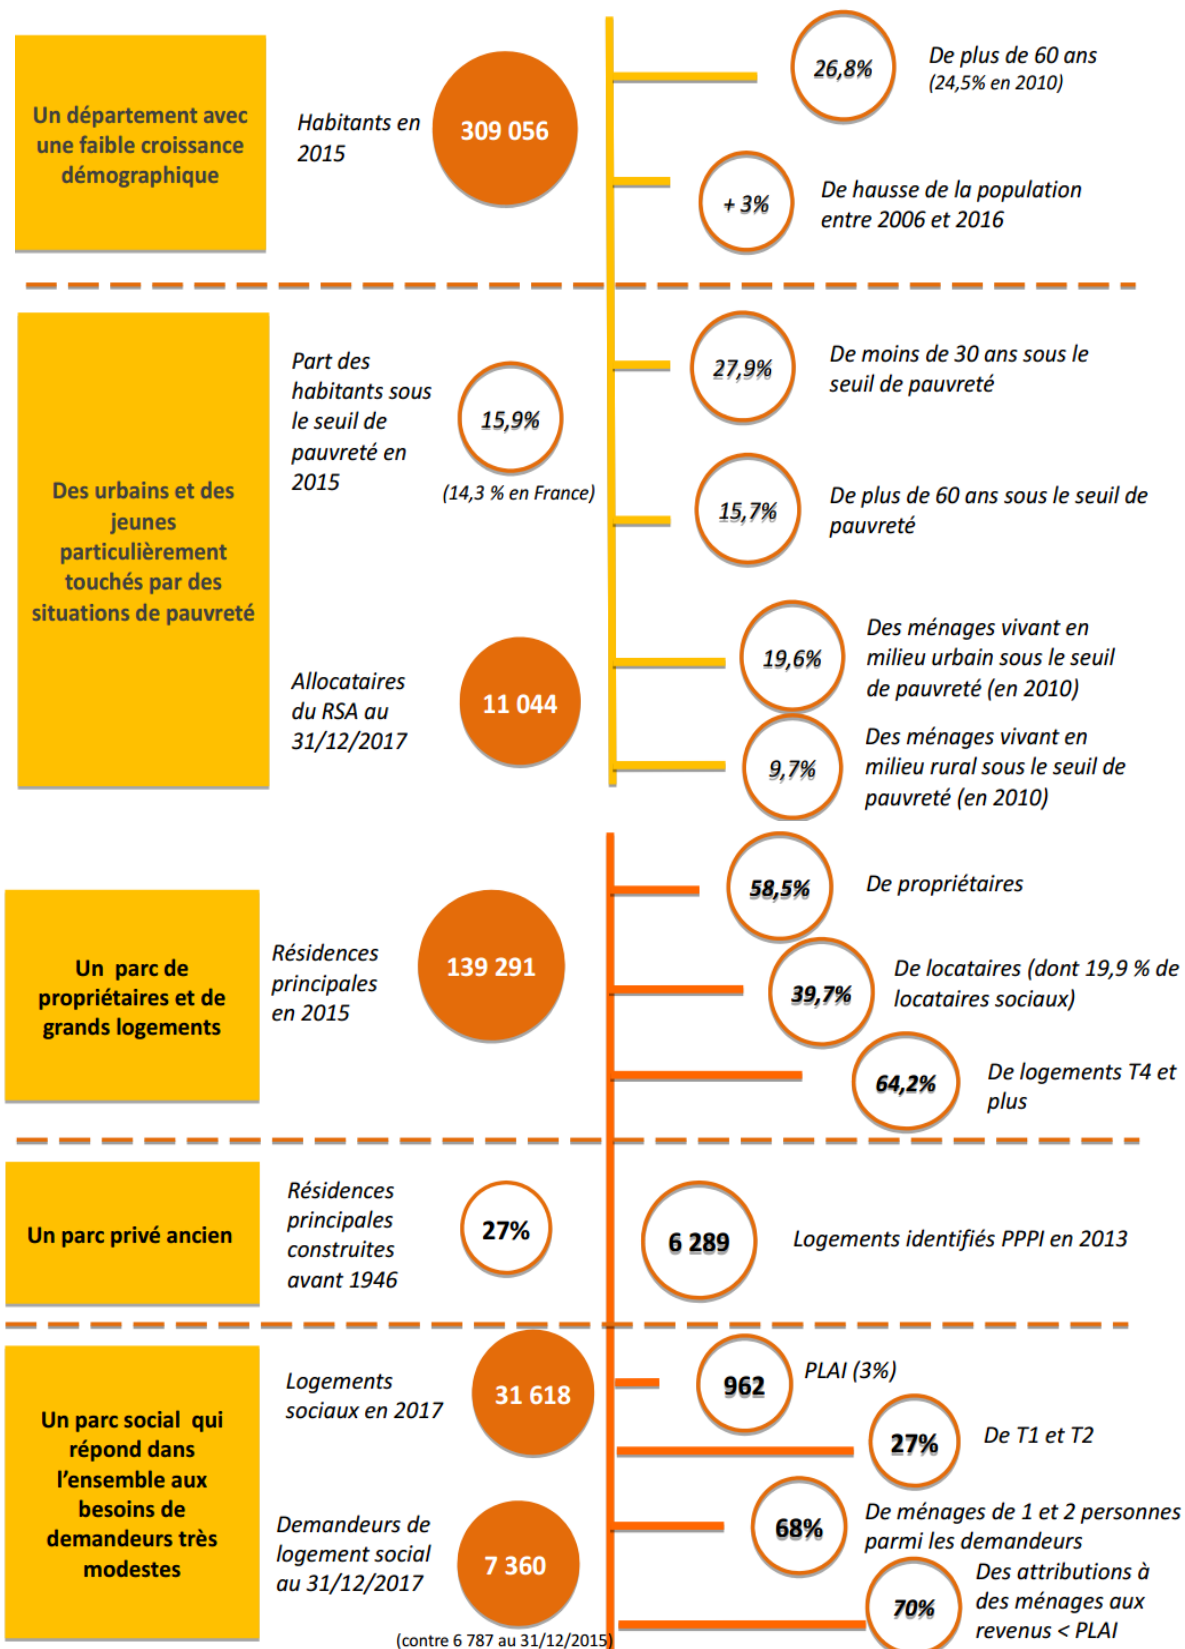 Un département avec
une faible croissance
démographique
Habitants en
2015
309 056
26,8%
De plus de 60 ans
(24,5% en 2010)
+ 3%
De hausse de la population
entre 2006 et 2016
Des urbains et des
jeunes
particulièrement
touchés par des
situations de pauvreté
Part des
habitants sous
le seuil de
pauvreté en
2015
15,9%
(14,3 % en France)
27,9%
De moins de 30 ans sous le
seuil de pauvreté
15,7%
De plus de 60 ans sous le seuil de
pauvreté
Allocataires
du RSA au
31/12/2017
11 044
19,6%
Des ménages vivant en
milieu urbain sous le seuil
de pauvreté (en 2010)
9,7%
Des ménages vivant en
milieu rural sous le seuil de
pauvreté (en 2010)
Un parc de
propriétaires et de
grands logements
Résidences
principales
en 2015
139 291
58,5%
De propriétaires
39,7%
De locataires (dont 19,9 % de
locataires sociaux)
64,2%
De logements T4 et
plus
Un parc privé ancien
Résidences
principales
construites
avant 1946
27%
6 289
Logements identifiés PPPI en 2013
Un parc social qui
répond dans
l'ensemble aux
besoins de
demandeurs très
modestes
Logements
sociaux en 2017
31 618
962
PLAI (3%)
27%
De T1 et T2
Demandeurs de
logement social
au 31/12/2017
7 360
(contre 6 787 au 31/12/2015)
68%
De ménages de 1 et 2 personnes
parmi les demandeurs
70%
Des attributions à
des ménages aux
revenus < PLAI